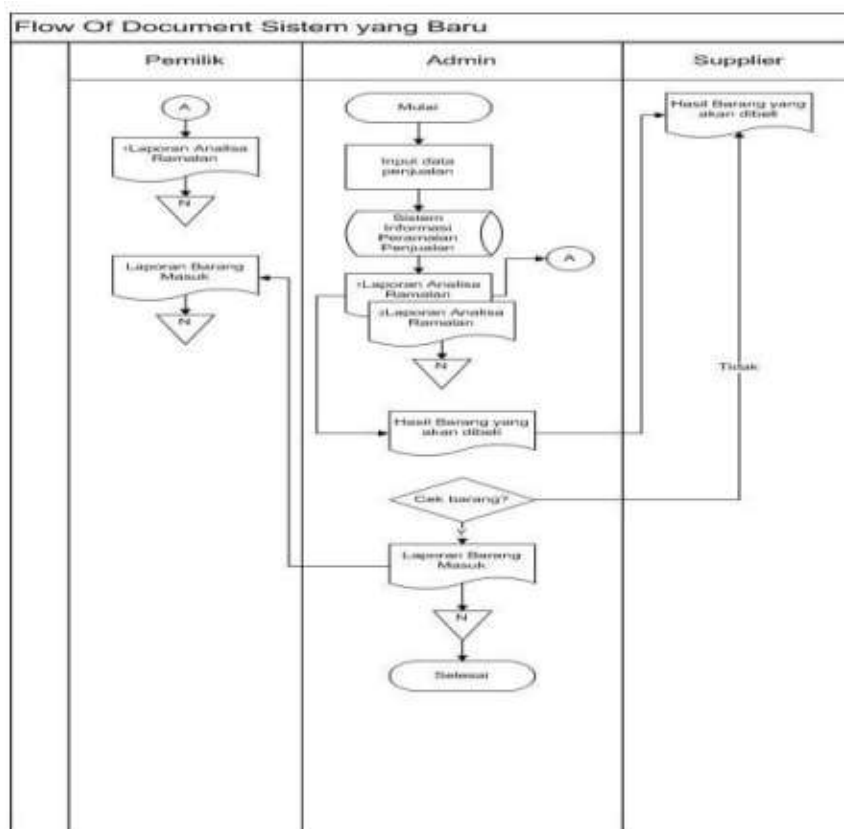 Flow Of Document Sistem yang Baru
Pemilik
Admin
Supplier
A
1Laporan Analisa
Ramalan
N
Laporan Barang
Masuk
N
Mulai
Input data
penjualan
Sistem
Informasi
Peramalan
Penjualan
1Laporan Analisa
Ramalan
2Laporan Analisa
Ramalan
N
A
Hasil Barang yang
akan dibeli
Cek barang?
Y
Laporan Barang
Masuk
N
Selesai
Hasil Barang yang
akan dibeli
Tidak